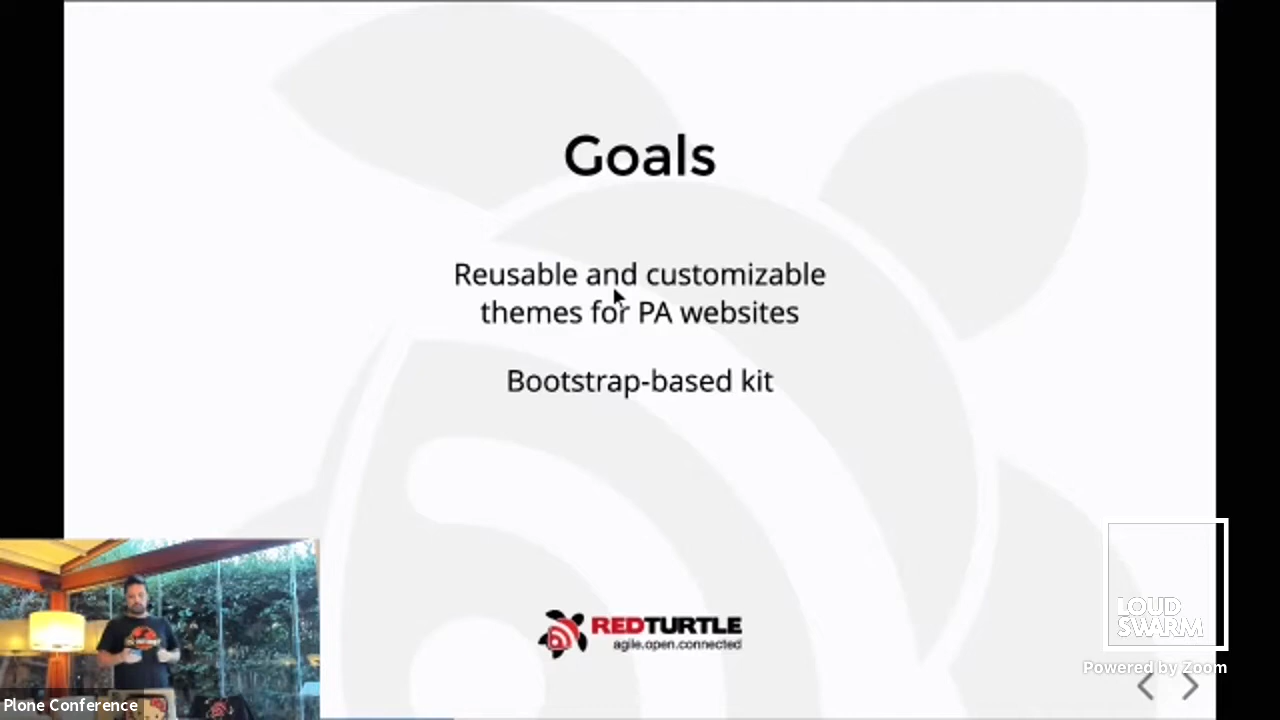 Goals
Reusable and customizable
themes for PA websites
Bootstrap-based kit
REDTURTLE
agile.open.connected
LOUD
SWARM
Powered by Zoom
Plone Conference